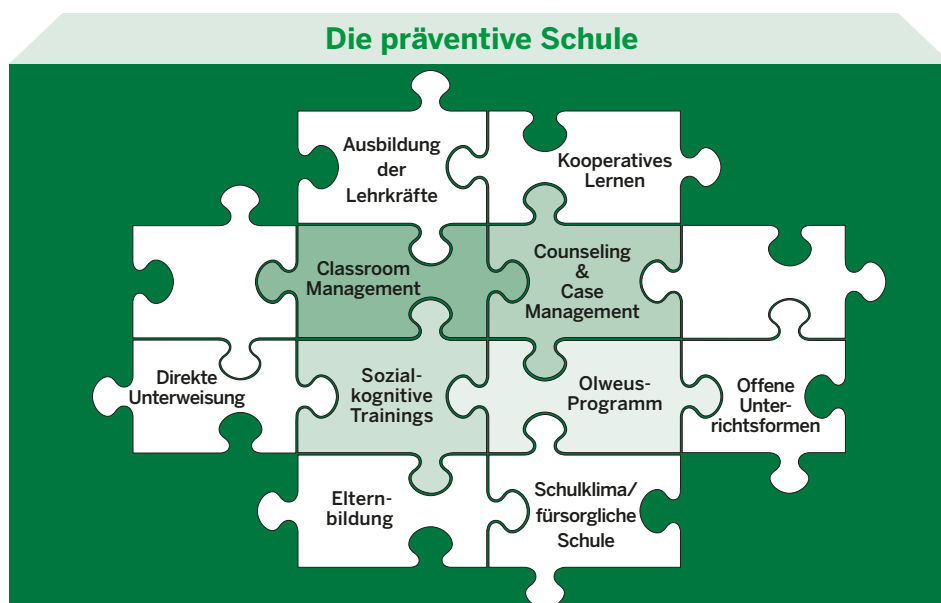 Die präventive Schule
Ausbildung
der
Lehrkräfte
Kooperatives
Lernen
Classroom
Management
Counseling
&
Case
Management
Direkte
Unterweisung
Sozial-
kognitive
Trainings
Olweus-
Programm
Offene
Unter-
richtsformen
Eltern-
bildung
Schulklima/
fürsorgliche
Schule